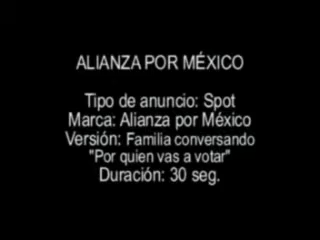 ALIANZA POR MÉXICO
Tipo de anuncio: Spot
Marca: Alianza por México
Versión: Familia conversando
"Por quien vas a votar"
Duración: 30 seg.